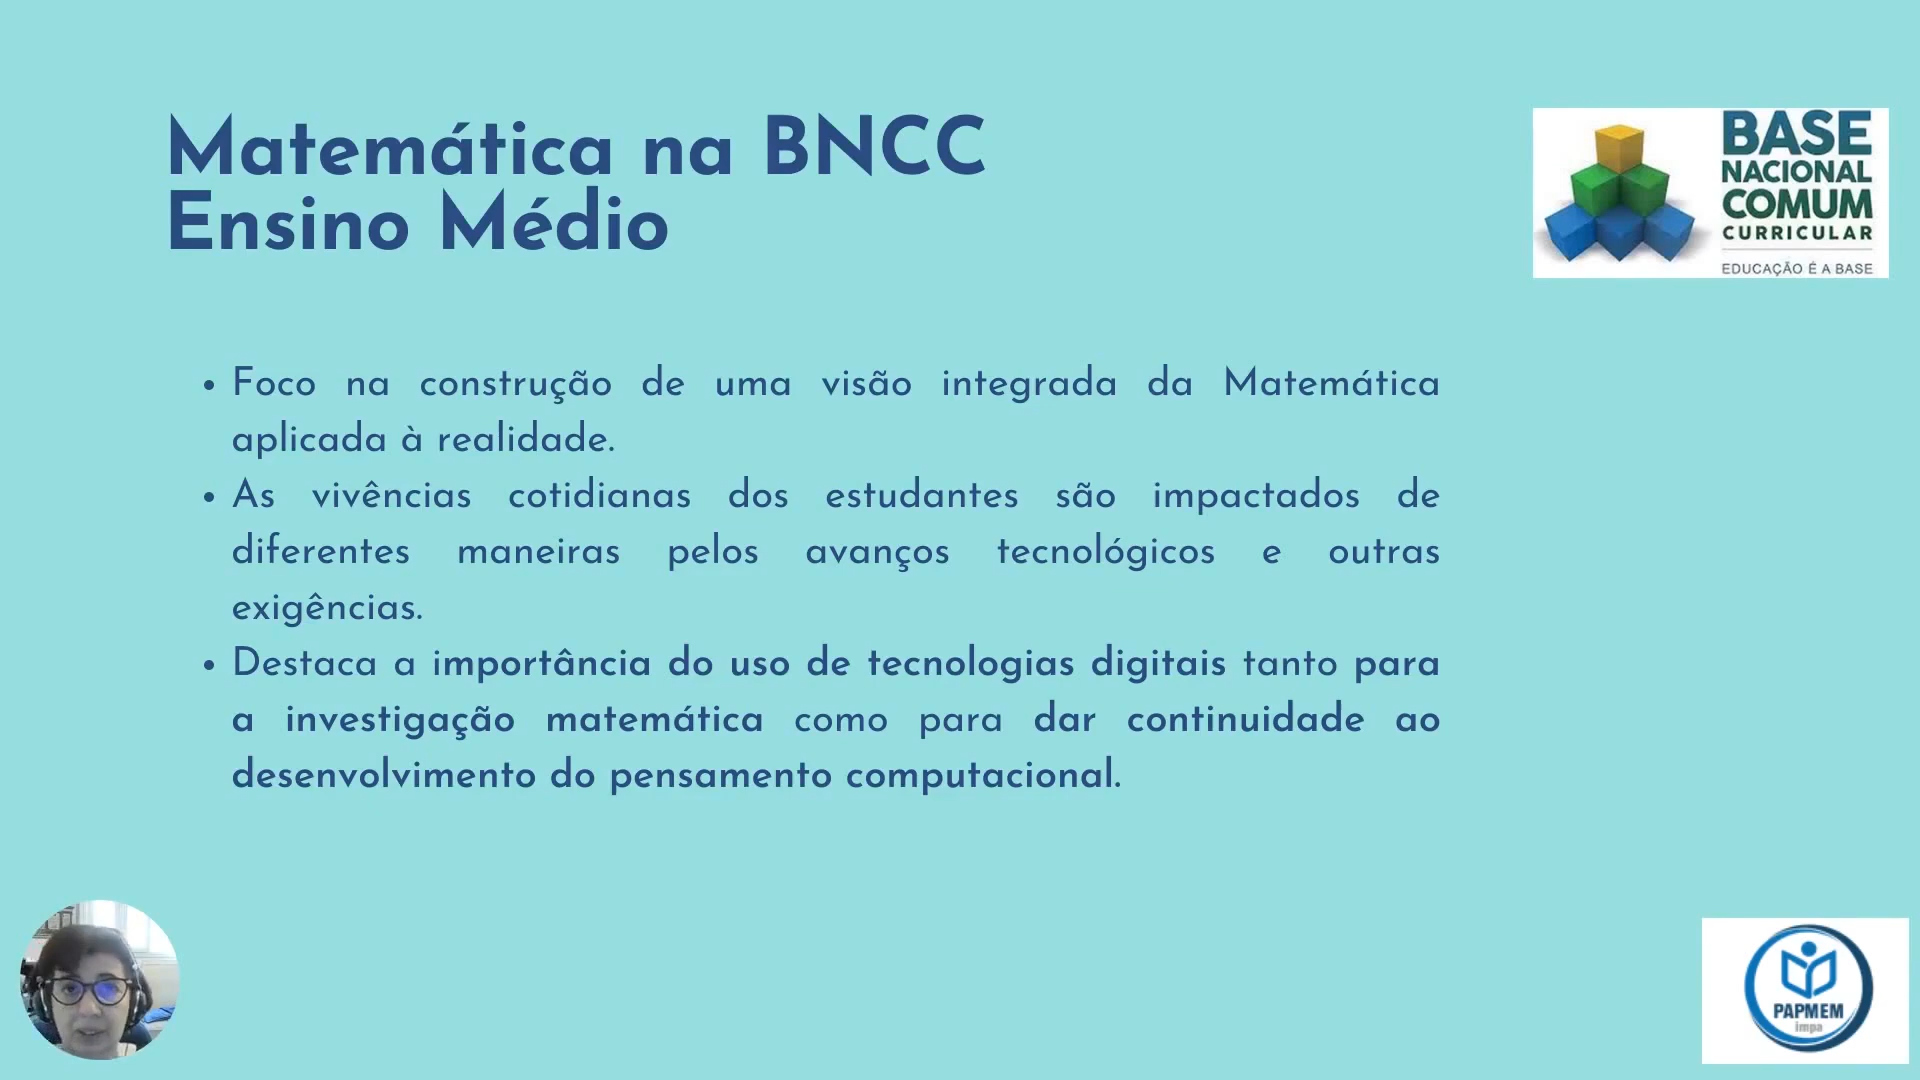 Matemática na BNCC
Ensino Médio
BASE
NACIONAL
COMUM
CURRICULAR
EDUCAÇÃO É A BASE
• Foco na construção de uma visão integrada da Matemática
aplicada à realidade.
• As vivências cotidianas dos estudantes são impactados de
diferentes maneiras pelos avanços tecnológicos e outras
exigências.
• Destaca a importância do uso de tecnologias digitais tanto para
a investigação matemática como para dar continuidade ao
desenvolvimento do pensamento computacional.
PAPMEM
impa